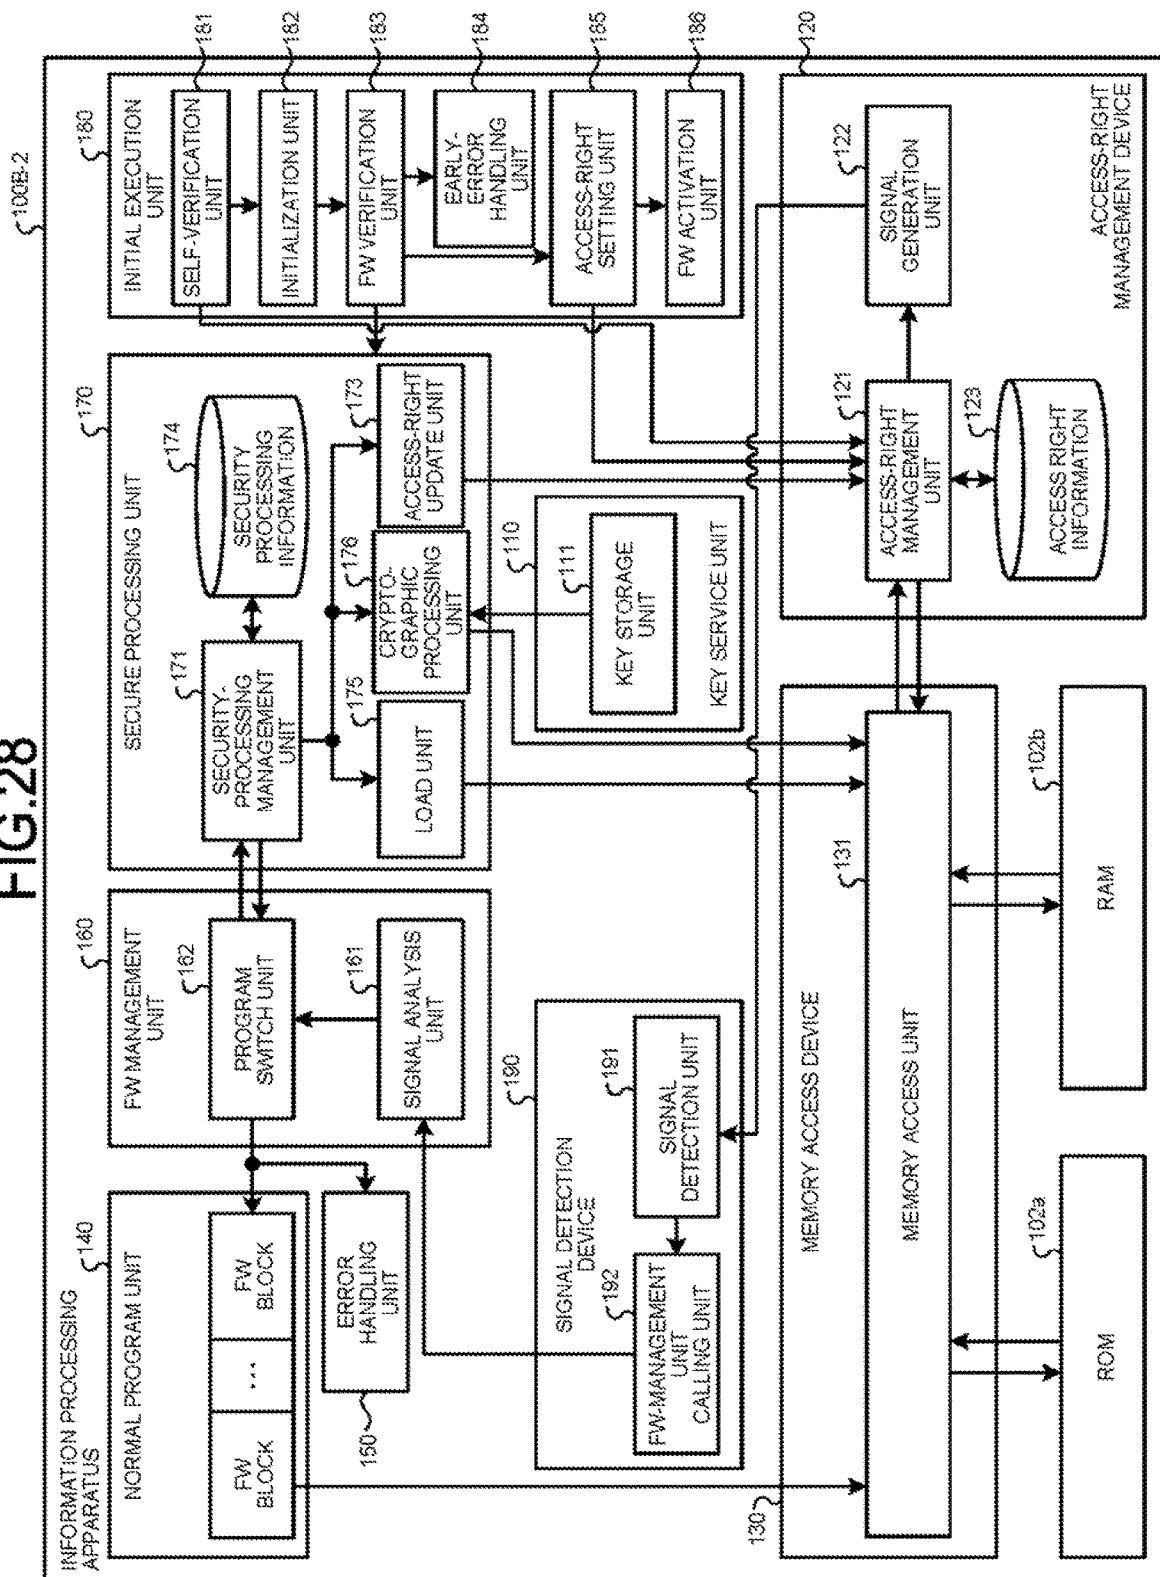 FIG.28
100B-2
INFORMATION PROCESSING
APPARATUS
140
NORMAL PROGRAM UNIT
FW
BLOCK
...
FW
BLOCK
150
ERROR
HANDLING
UNIT
160
FW MANAGEMENT
UNIT
162
PROGRAM
SWITCH UNIT
161
SIGNAL ANALYSIS
UNIT
170
SECURE PROCESSING UNIT
171
SECURITY-
PROCESSING
MANAGEMENT
UNIT
174
SECURITY
PROCESSING
INFORMATION
175
LOAD UNIT
176
CRYPTO-
GRAPHIC
PROCESSING
UNIT
173
ACCESS-RIGHT
UPDATE UNIT
180
INITIAL EXECUTION
UNIT
181
SELF-VERIFICATION
UNIT
182
INITIALIZATION UNIT
183
FW VERIFICATION
UNIT
184
EARLY-
ERROR
HANDLING
UNIT
185
ACCESS-RIGHT
SETTING UNIT
186
FW ACTIVATION
UNIT
190
SIGNAL DETECTION
DEVICE
191
SIGNAL
DETECTION UNIT
192
FW-MANAGEMENT
UNIT
CALLING UNIT
110
111
KEY STORAGE
UNIT
KEY SERVICE UNIT
130
MEMORY ACCESS DEVICE
131
MEMORY ACCESS UNIT
120
121
ACCESS-RIGHT
MANAGEMENT
UNIT
122
SIGNAL
GENERATION
UNIT
123
ACCESS RIGHT
INFORMATION
ACCESS-RIGHT
MANAGEMENT DEVICE
102a
ROM
102b
RAM